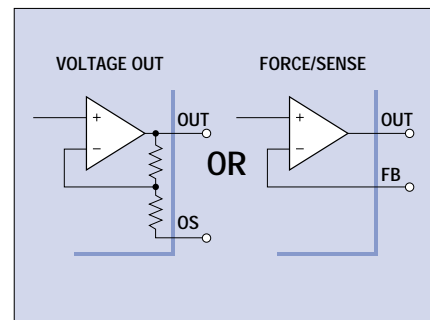 VOLTAGE OUT
FORCE/SENSE
+
−
OUT
OS
OR
+
−
OUT
FB